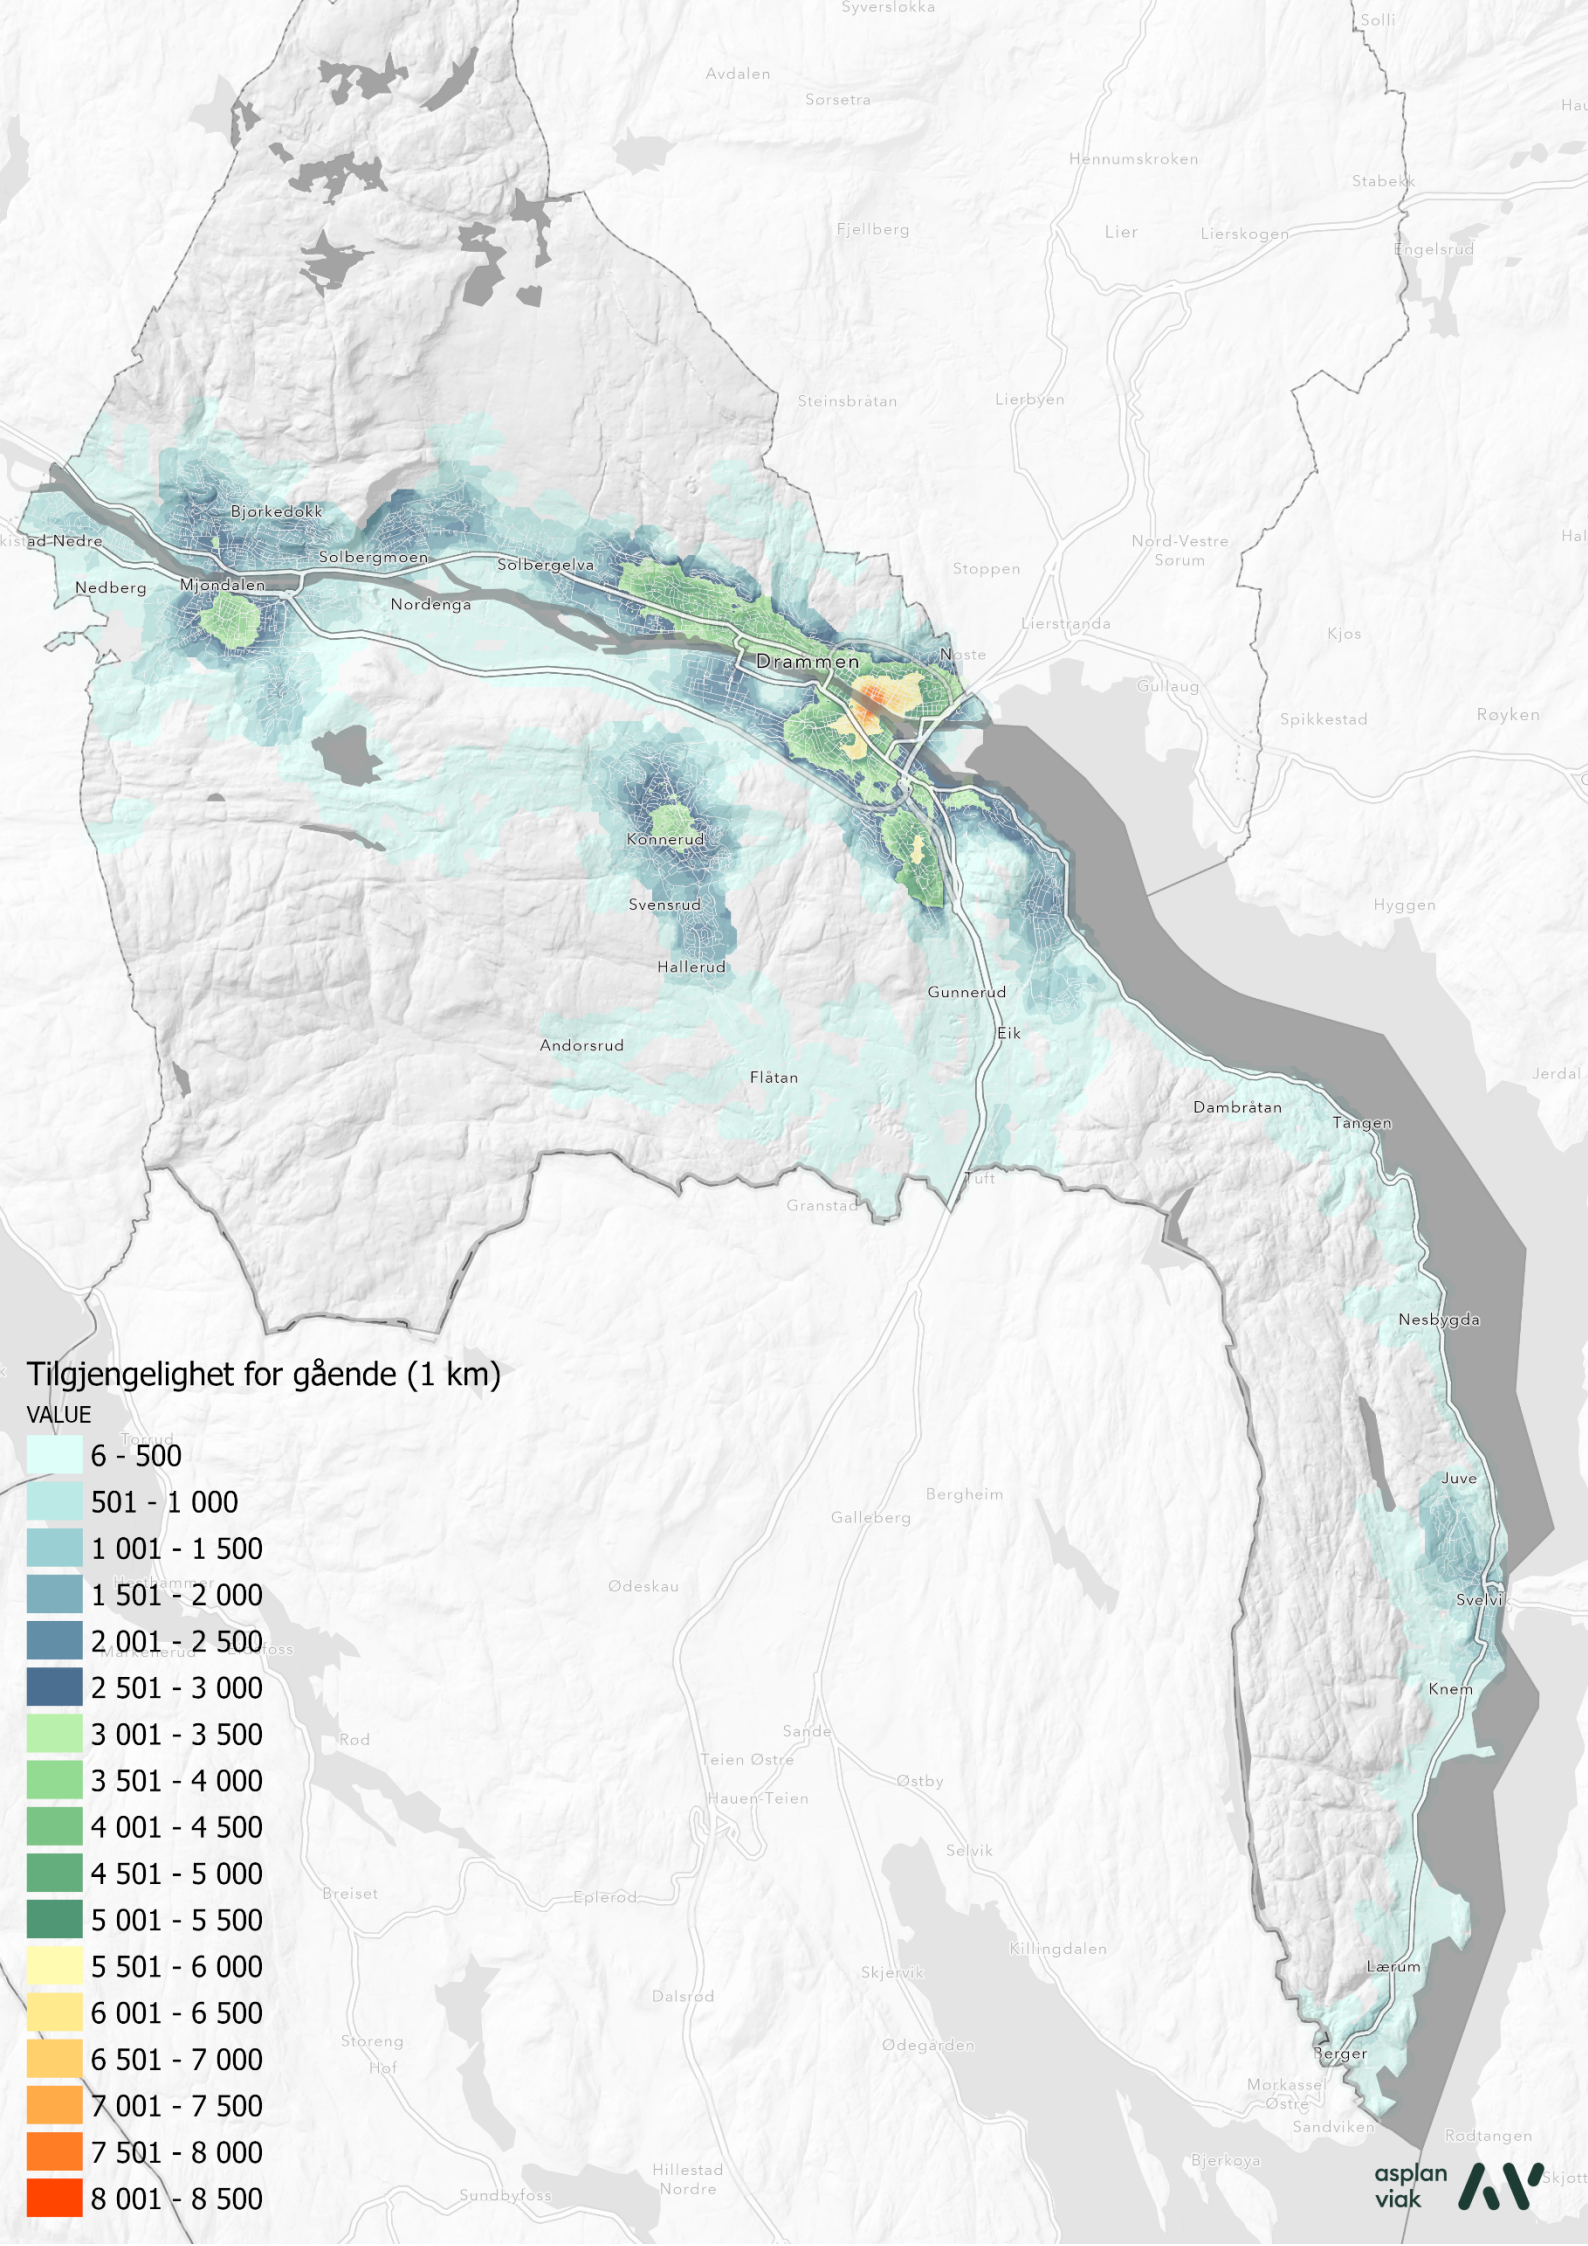 Syversløkka
Solli
Avdalen
Sørsetra
Hennumskroken
Stabekk
Fjellberg
Lier
Lierskogen
Engelsrud
Steinsbråtan
Lierbyen
Bjørkedokk
Nord-Vestre
Sørum
Solbergmoen
Solbergelva
Stoppen
Nedberg
Mjøndalen
Nordenga
Lierstranda
Kjos
Drammen
Noste
Gullaug
Spikkestad
Røyken
Konnerud
Svensrud
Hyggen
Hallerud
Gunnerud
Eik
Andorsrud
Flåtan
Jerdal
Dambråtan
Tangen
Tuft
Granstad
Nesbygda
Tilgjengelighet for gående (1 km)
VALUE
Torrud
6 - 500
501 - 1 000
1 001 - 1 500
1 501 - 2 000
2 001 - 2 500
2 501 - 3 000
3 001 - 3 500
3 501 - 4 000
4 001 - 4 500
4 501 - 5 000
5 001 - 5 500
5 501 - 6 000
6 001 - 6 500
6 501 - 7 000
7 001 - 7 500
7 501 - 8 000
8 001 - 8 500
Juve
Bergheim
Galleberg
Ødeskau
Svelvi
Knem
Rød
Sande
Teien Østre
Østby
Hauen-Teien
Selvik
Breiset
Eplerød
Killingdalen
Lærum
Skjervik
Dalsrød
Storeng
Hof
Ødegården
Berger
Morkassel
Østre
Sandviken
Rødtangen
Bjerkøya
Hillestad
Nordre
Sundbyfoss
asplan
viak